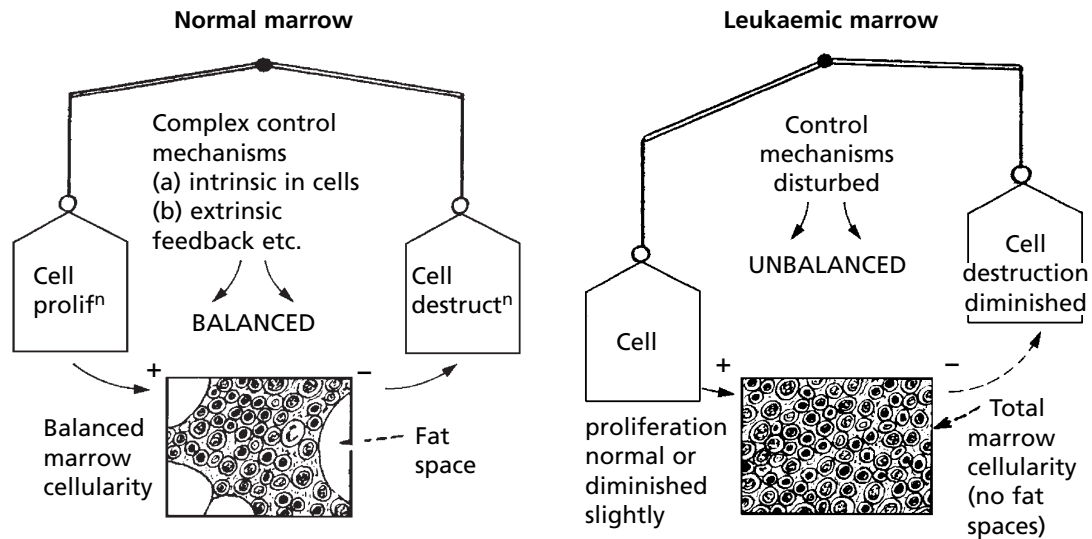 Normal marrow
Complex control
mechanisms
(a) intrinsic in cells
(b) extrinsic
feedback etc.
BALANCED
Cell
prolifⁿ
Cell
destructⁿ
+
−
Balanced
marrow
cellularity
Fat
space
Leukaemic marrow
Control
mechanisms
disturbed
UNBALANCED
Cell
Cell
destruction
diminished
+
−
proliferation
normal or
diminished
slightly
Total
marrow
cellularity
(no fat
spaces)